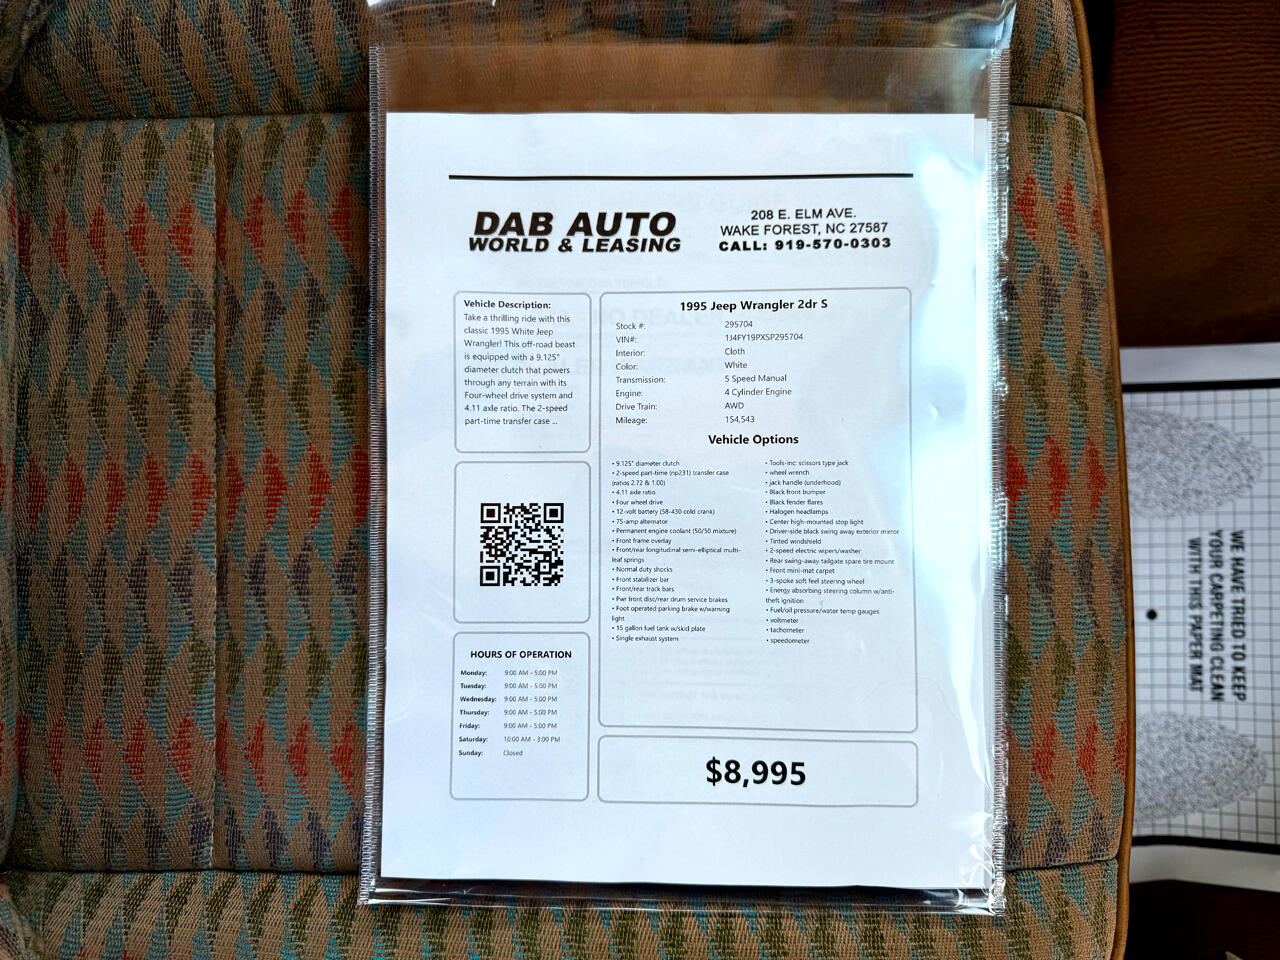 DAB AUTO
WORLD & LEASING
208 E. ELM AVE.
WAKE FOREST, NC 27587
CALL: 919-570-0303
Vehicle Description:
Take a thrilling ride with this
classic 1995 White Jeep
Wrangler! This off-road beast
is equipped with a 9.125"
diameter clutch that powers
through any terrain with its
Four-wheel drive system and
4.11 axle ratio. The 2-speed
part-time transfer case ...
HOURS OF OPERATION
Monday: 9:00 AM - 5:00 PM
Tuesday: 9:00 AM - 5:00 PM
Wednesday: 9:00 AM - 5:00 PM
Thursday: 9:00 AM - 5:00 PM
Friday: 9:00 AM - 5:00 PM
Saturday: 10:00 AM - 3:00 PM
Sunday: Closed
1995 Jeep Wrangler 2dr S
Stock #: 295704
VIN#: 1J4FY19PXSP295704
Interior: Cloth
Color: White
Transmission: 5 Speed Manual
Engine: 4 Cylinder Engine
Drive Train: AWD
Mileage: 154,543
Vehicle Options
• 9.125" diameter clutch
• 2-speed part-time (np231) transfer case
(ratios 2.72 & 1.00)
• 4.11 axle ratio
• Four wheel drive
• 12-volt battery (58-430 cold crank)
• 75-amp alternator
• Permanent engine coolant (50/50 mixture)
• Front frame overlay
• Front/rear longitudinal semi-elliptical multi-
leaf springs
• Normal duty shocks
• Front stabilizer bar
• Front/rear track bars
• Pwr front disc/rear drum service brakes
• Foot operated parking brake w/warning
light
• 15 gallon fuel tank w/skid plate
• Single exhaust system
• Tools-inc: scissors type jack
• wheel wrench
• jack handle (underhood)
• Black front bumper
• Black fender flares
• Halogen headlamps
• Center high-mounted stop light
• Driver-side black swing away exterior mirror
• Tinted windshield
• 2-speed electric wipers/washer
• Rear swing-away tailgate spare tire mount
• Front mini-mat carpet
• 3-spoke soft feel steering wheel
• Energy absorbing steering column w/anti-
theft ignition
• Fuel/oil pressure/water temp gauges
• voltmeter
• tachometer
• speedometer
$8,995
WE HAVE TRIED TO KEEP
YOUR CARPET CLEAN
WITH THIS PAPER MAT